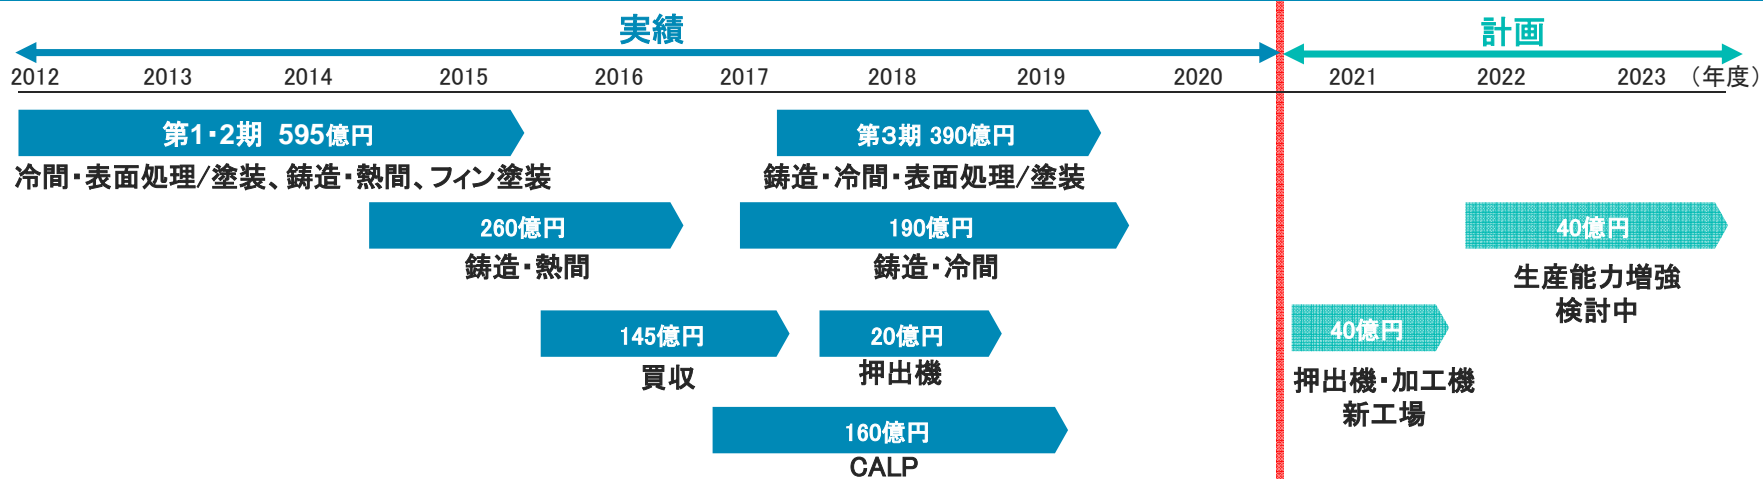 実績
計画
2012 2013 2014 2015 2016 2017 2018 2019 2020 2021 2022 2023 （年度）
第1・2期 595億円
第3期 390億円
冷間・表面処理/塗装、鋳造・熱間、フィン塗装
鋳造・冷間・表面処理/塗装
260億円
190億円
40億円
鋳造・熱間
鋳造・冷間
生産能力増強
検討中
145億円
20億円
40億円
買収
押出機
押出機・加工機
新工場
160億円
CALP